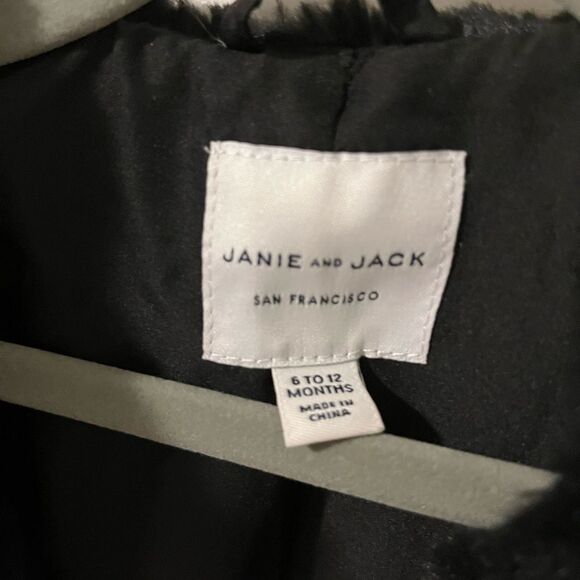 JANIE AND JACK
SAN FRANCISCO
6 TO 12
MONTHS
MADE IN
CHINA